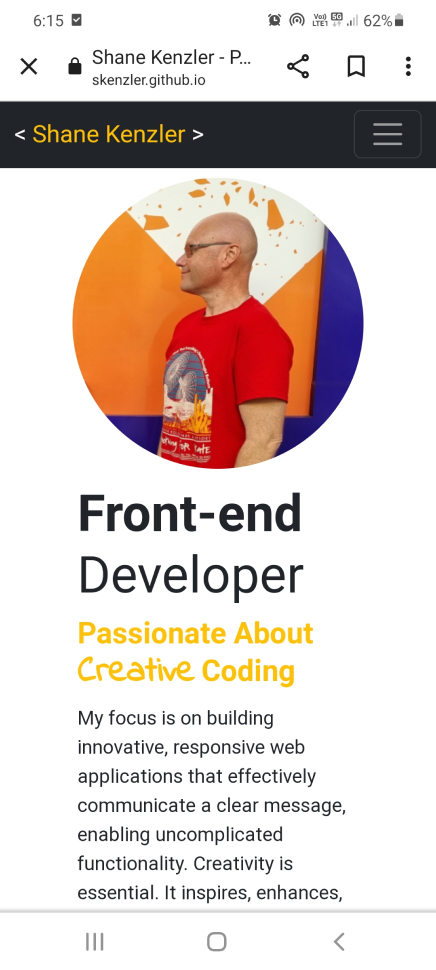 6:15
Vo)) 5G
LTE1
62%
Shane Kenzler - P...
skenzler.github.io
< Shane Kenzler >
Front-end
Developer
Passionate About
Creative Coding
My focus is on building
innovative, responsive web
applications that effectively
communicate a clear message,
enabling uncomplicated
functionality. Creativity is
essential. It inspires, enhances,